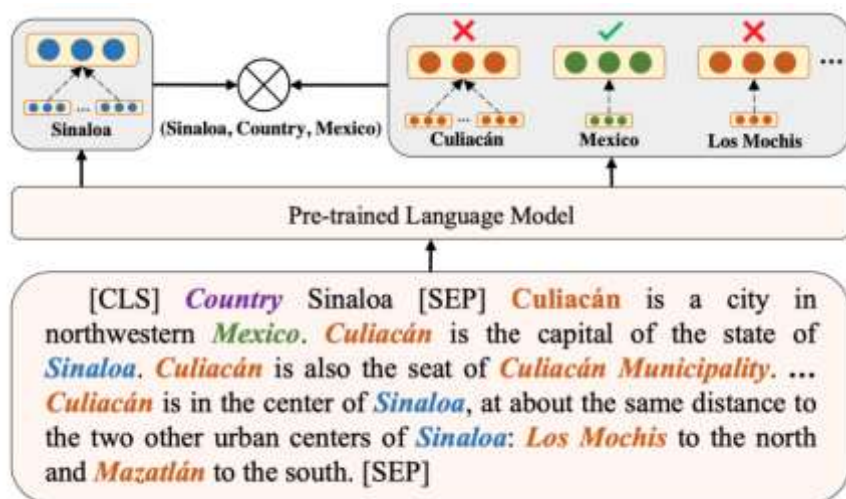 Sinaloa
(Sinaloa, Country, Mexico)
...
Culiacán
Mexico
Los Mochis
...
...
Pre-trained Language Model
[CLS] Country Sinaloa [SEP] Culiacán is a city in
northwestern Mexico. Culiacán is the capital of the state of
Sinaloa. Culiacán is also the seat of Culiacán Municipality. ...
Culiacán is in the center of Sinaloa, at about the same distance to
the two other urban centers of Sinaloa: Los Mochis to the north
and Mazatlán to the south. [SEP]